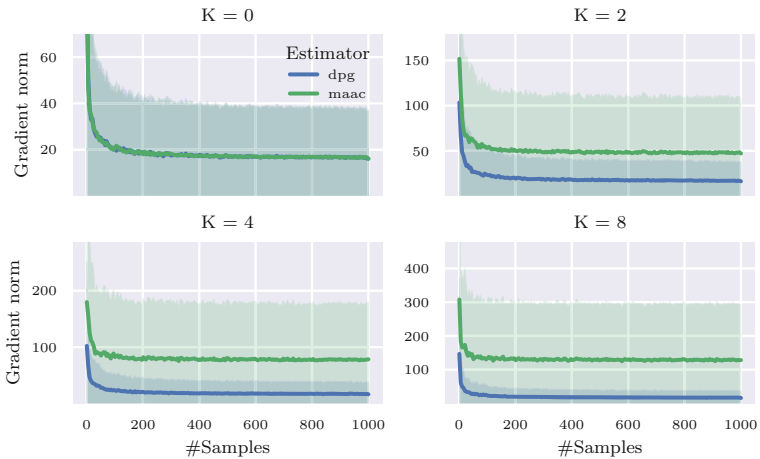 K = 0
K = 2
Gradient norm
60
40
20
Estimator
dpg
maac
150
100
50
K = 4
K = 8
Gradient norm
200
100
400
300
200
100
0 200 400 600 800 1000
0 200 400 600 800 1000
#Samples
#Samples